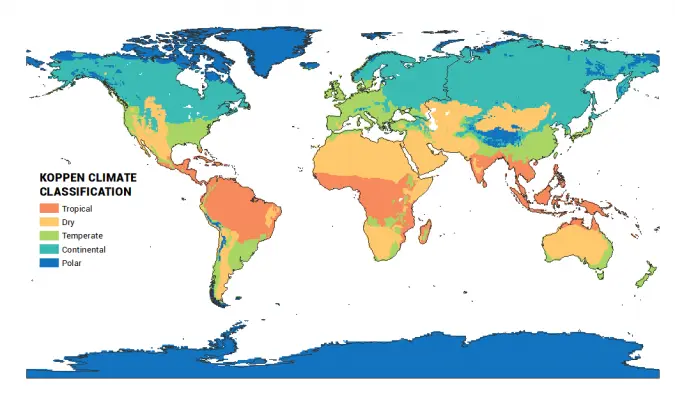 KOPPEN CLIMATE
CLASSIFICATION
Tropical
Dry
Temperate
Continental
Polar